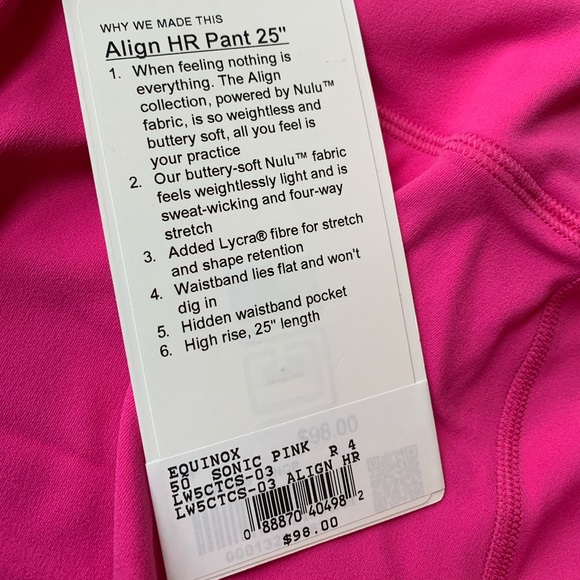 WHY WE MADE THIS
Align HR Pant 25"
1. When feeling nothing is
everything. The Align
collection, powered by Nulu™
fabric, is so weightless and
buttery soft, all you feel is
your practice
2. Our buttery-soft Nulu™ fabric
feels weightlessly light and is
sweat-wicking and four-way
stretch
3. Added Lycra® fibre for stretch
and shape retention
4. Waistband lies flat and won't
dig in
5. Hidden waistband pocket
6. High rise, 25" length
$98.00
EQUINOX
50 SONIC PINK R 4
LW5CTCS-03
LW5CTCS-03 ALIGN HR
0 88870 40498 2
$98.00